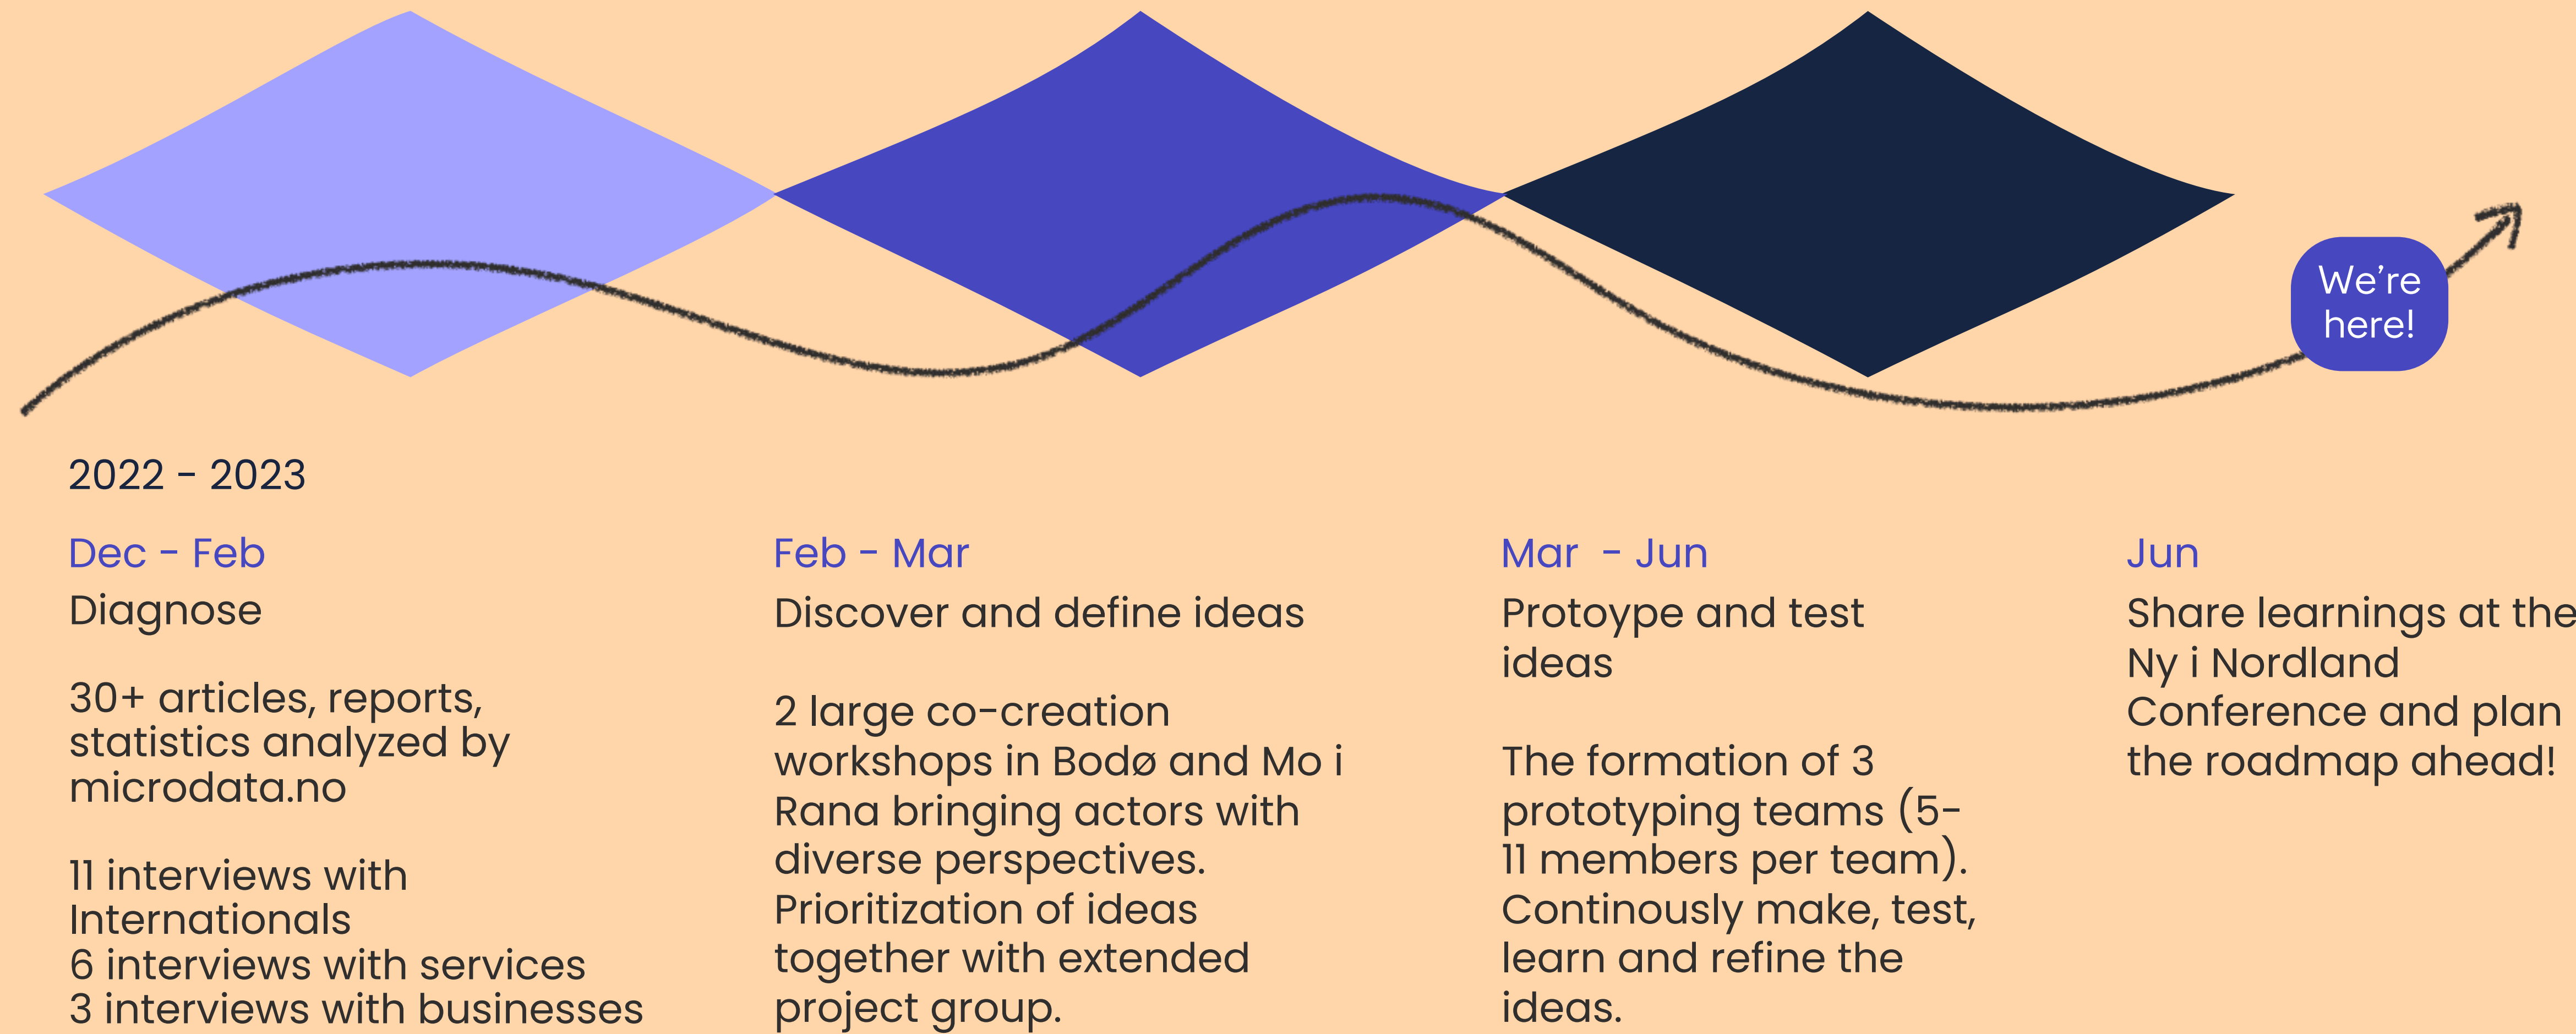 We're
here!
2022 - 2023
Dec - Feb
Diagnose
30+ articles, reports,
statistics analyzed by
microdata.no
11 interviews with
Internationals
6 interviews with services
3 interviews with businesses
Feb - Mar
Discover and define ideas
2 large co-creation
workshops in Bodø and Mo i
Rana bringing actors with
diverse perspectives.
Prioritization of ideas
together with extended
project group.
Mar - Jun
Protoype and test
ideas
The formation of 3
prototyping teams (5-
11 members per team).
Continously make, test,
learn and refine the
ideas.
Jun
Share learnings at the
Ny i Nordland
Conference and plan
the roadmap ahead!